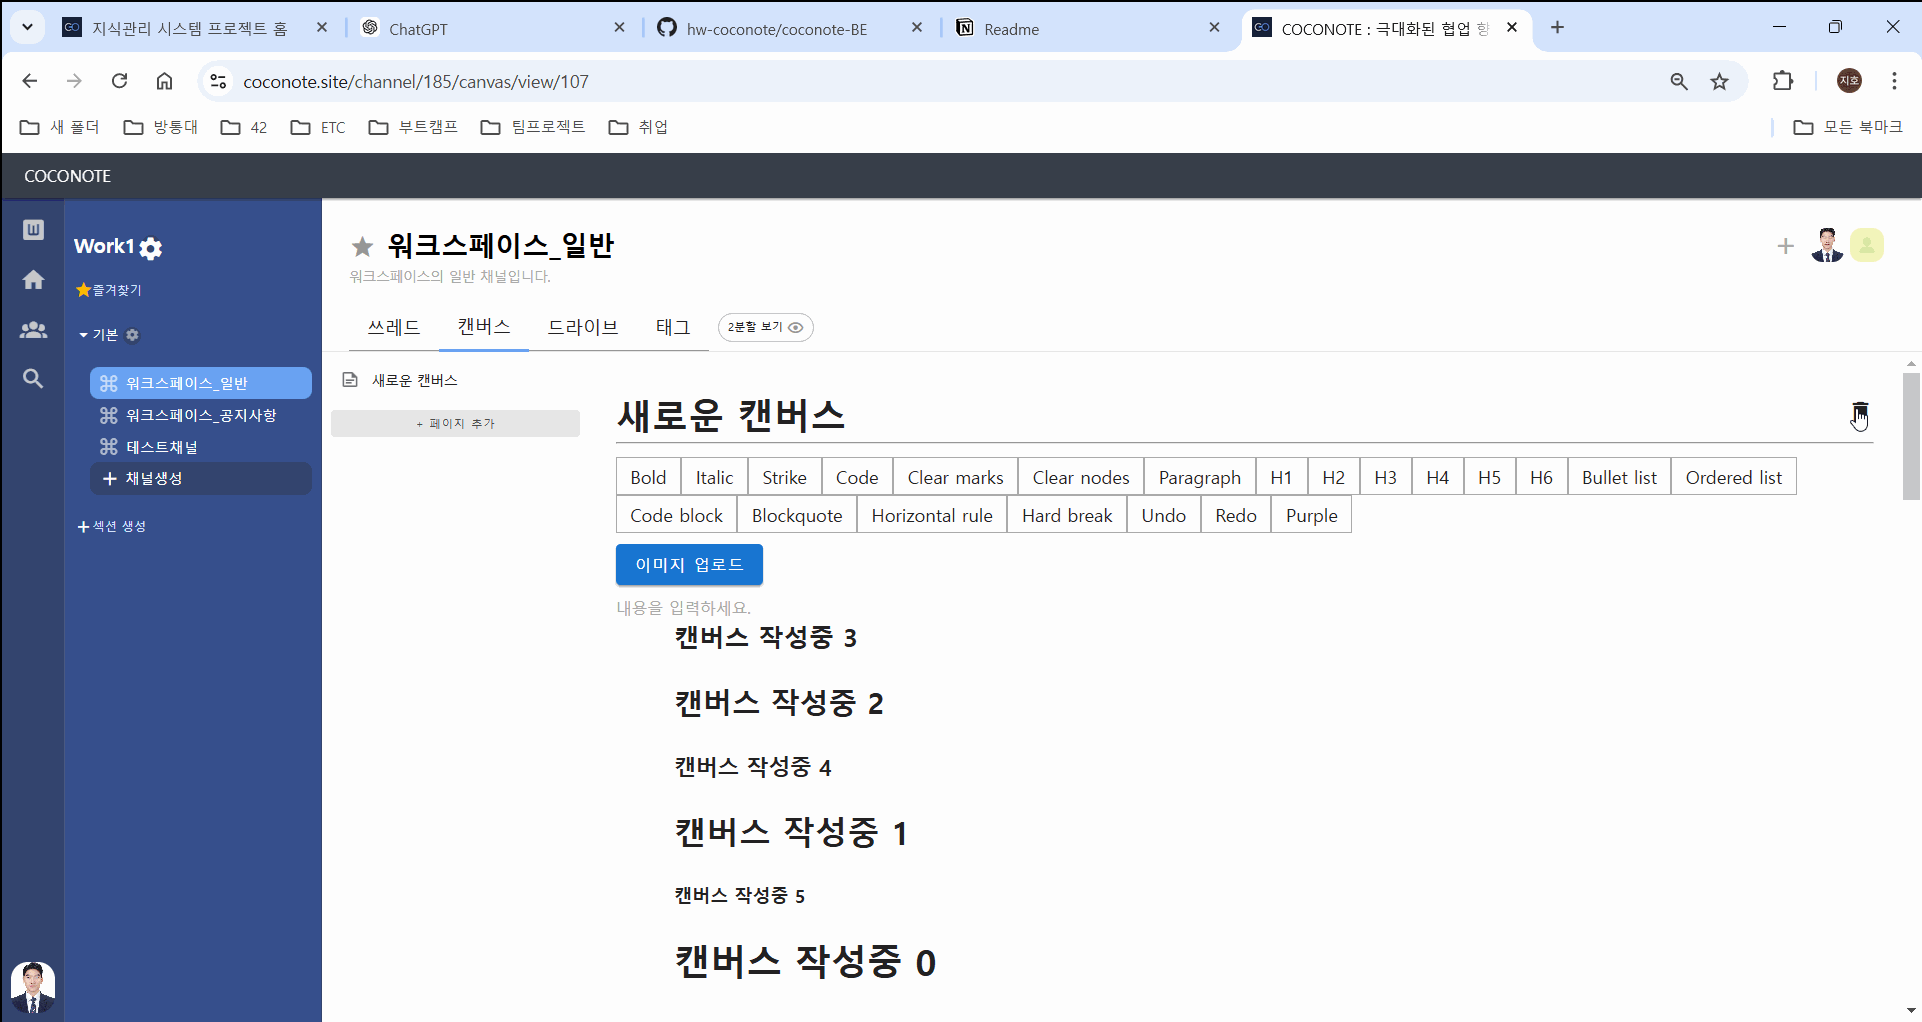 지식관리 시스템 프로젝트 홈
ChatGPT
hw-coconote/coconote-BE
Readme
COCONOTE : 극대화된 협업 향
coconote.site/channel/185/canvas/view/107
지호
새 폴더
방통대
42
ETC
부트캠프
팀프로젝트
취업
모든 북마크
COCONOTE
W
Work1
즐겨찾기
기본
워크스페이스_일반
워크스페이스_공지사항
테스트채널
채널생성
섹션 생성
워크스페이스_일반
워크스페이스의 일반 채널입니다.
쓰레드
캔버스
드라이브
태그
2분할 보기
새로운 캔버스
+ 페이지 추가
새로운 캔버스
Bold Italic Strike Code Clear marks Clear nodes Paragraph H1 H2 H3 H4 H5 H6 Bullet list Ordered list
Code block Blockquote Horizontal rule Hard break Undo Redo Purple
이미지 업로드
내용을 입력하세요.
캔버스 작성중 3
캔버스 작성중 2
캔버스 작성중 4
캔버스 작성중 1
캔버스 작성중 5
캔버스 작성중 0